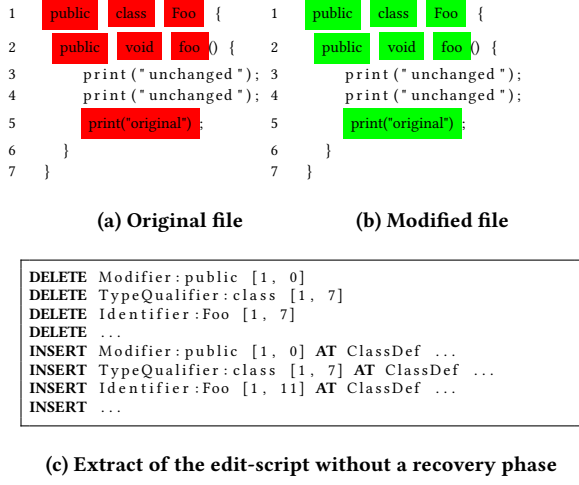 1 public class Foo {
2 public void foo() {
3 print("unchanged");
4 print("unchanged");
5 print("original");
6 }
7 }
(a) Original file
1 public class Foo {
2 public void foo() {
3 print("unchanged");
4 print("unchanged");
5 print("original");
6 }
7 }
(b) Modified file
DELETE Modifier:public [1, 0]
DELETE TypeQualifier:class [1, 7]
DELETE Identifier:Foo [1, 7]
DELETE ...
INSERT Modifier:public [1, 0] AT ClassDef ...
INSERT TypeQualifier:class [1, 7] AT ClassDef ...
INSERT Identifier:Foo [1, 11] AT ClassDef ...
INSERT ...
(c) Extract of the edit-script without a recovery phase